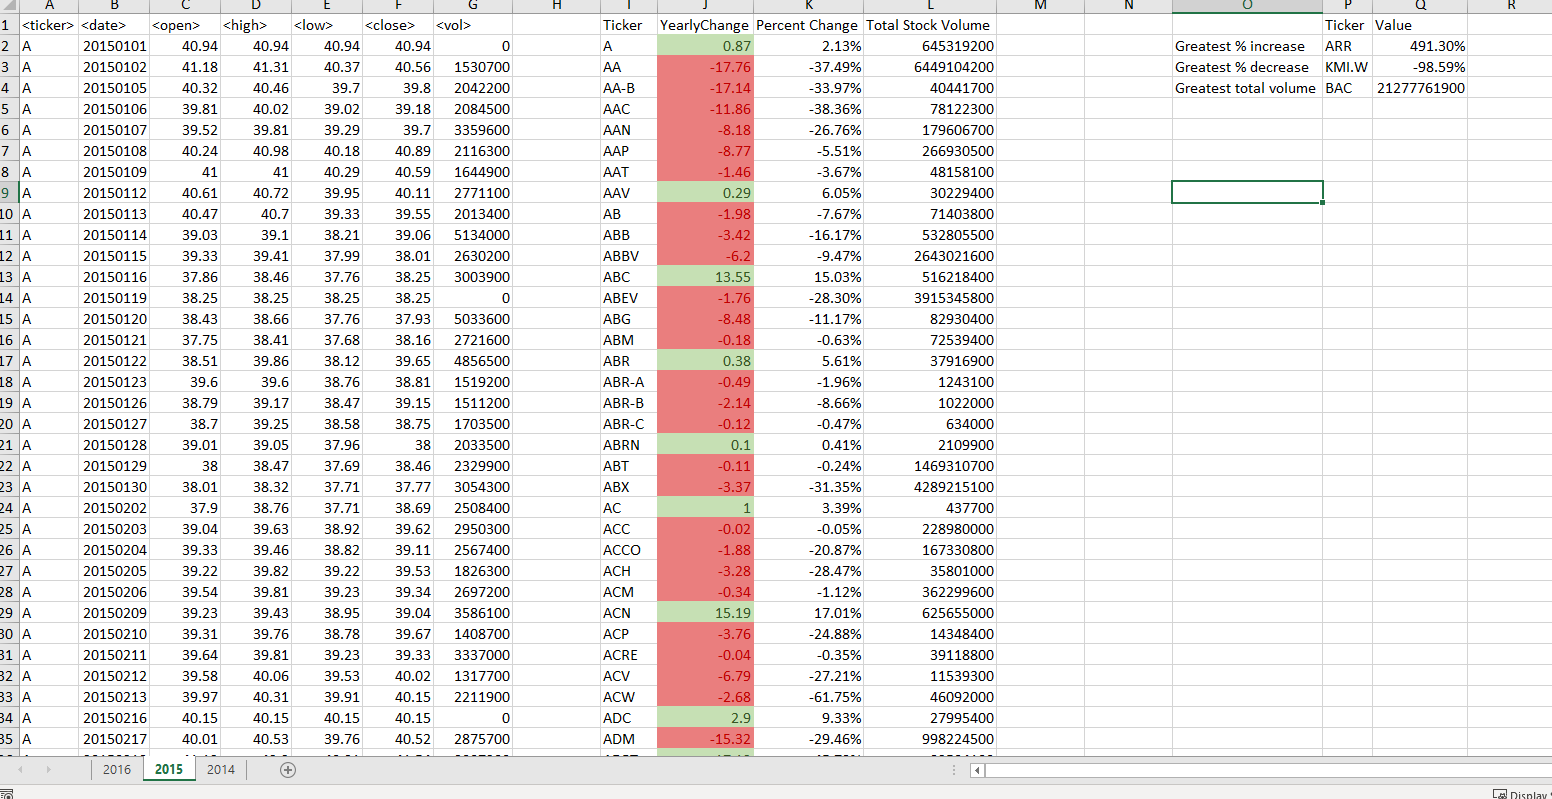 A B C D E F G H I J K L M N O P Q R
1 <ticker> <date> <open> <high> <low> <close> <vol> Ticker YearlyChange Percent Change Total Stock Volume Ticker Value
2 A 20150101 40.94 40.94 40.94 40.94 0 A 0.87 2.13% 645319200 Greatest % increase ARR 491.30%
3 A 20150102 41.18 41.31 40.37 40.56 1530700 AA -17.76 -37.49% 6449104200 Greatest % decrease KMI.W -98.59%
4 A 20150105 40.32 40.46 39.7 39.8 2042200 AA-B -17.14 -33.97% 40441700 Greatest total volume BAC 21277761900
5 A 20150106 39.81 40.02 39.02 39.18 2084500 AAC -11.86 -38.36% 78122300
6 A 20150107 39.52 39.81 39.29 39.7 3359600 AAN -8.18 -26.76% 179606700
7 A 20150108 40.24 40.98 40.18 40.89 2116300 AAP -8.77 -5.51% 266930500
8 A 20150109 41 41 40.29 40.59 1644900 AAT -1.46 -3.67% 48158100
9 A 20150112 40.61 40.72 39.95 40.11 2771100 AAV 0.29 6.05% 30229400
10 A 20150113 40.47 40.7 39.33 39.55 2013400 AB -1.98 -7.67% 71403800
11 A 20150114 39.03 39.1 38.21 39.06 5134000 ABB -3.42 -16.17% 532805500
12 A 20150115 39.33 39.41 37.99 38.01 2630200 ABBV -6.2 -9.47% 2643021600
13 A 20150116 37.86 38.46 37.76 38.25 3003900 ABC 13.55 15.03% 516218400
14 A 20150119 38.25 38.25 38.25 38.25 0 ABEV -1.76 -28.30% 3915345800
15 A 20150120 38.43 38.66 37.76 37.93 5033600 ABG -8.48 -11.17% 82930400
16 A 20150121 37.75 38.41 37.68 38.16 2721600 ABM -0.18 -0.63% 72539400
17 A 20150122 38.51 39.86 38.12 39.65 4856500 ABR 0.38 5.61% 37916900
18 A 20150123 39.6 39.6 38.76 38.81 1519200 ABR-A -0.49 -1.96% 1243100
19 A 20150126 38.79 39.17 38.47 39.15 1511200 ABR-B -2.14 -8.66% 1022000
20 A 20150127 38.7 39.25 38.58 38.75 1703500 ABR-C -0.12 -0.47% 634000
21 A 20150128 39.01 39.05 37.96 38 2033500 ABRN 0.1 0.41% 2109900
22 A 20150129 38 38.47 37.69 38.46 2329900 ABT -0.11 -0.24% 1469310700
23 A 20150130 38.01 38.32 37.71 37.77 3054300 ABX -3.37 -31.35% 4289215100
24 A 20150202 37.9 38.76 37.71 38.69 2508400 AC 1 3.39% 437700
25 A 20150203 39.04 39.63 38.92 39.62 2950300 ACC -0.02 -0.05% 228980000
26 A 20150204 39.33 39.46 38.82 39.11 2567400 ACCO -1.88 -20.87% 167330800
27 A 20150205 39.22 39.82 39.22 39.53 1826300 ACH -3.28 -28.47% 35801000
28 A 20150206 39.54 39.81 39.23 39.34 2697200 ACM -0.34 -1.12% 362299600
29 A 20150209 39.23 39.43 38.95 39.04 3586100 ACN 15.19 17.01% 625655000
30 A 20150210 39.31 39.76 38.78 39.67 1408700 ACP -3.76 -24.88% 14348400
31 A 20150211 39.64 39.81 39.23 39.33 3337000 ACRE -0.04 -0.35% 39118800
32 A 20150212 39.58 40.06 39.53 40.02 1317700 ACV -6.79 -27.21% 11539300
33 A 20150213 39.97 40.31 39.91 40.15 2211900 ACW -2.68 -61.75% 46092000
34 A 20150216 40.15 40.15 40.15 40.15 0 ADC 2.9 9.33% 27995400
35 A 20150217 40.01 40.53 39.76 40.52 2875700 ADM -15.32 -29.46% 998224500
2016 2015 2014
Display